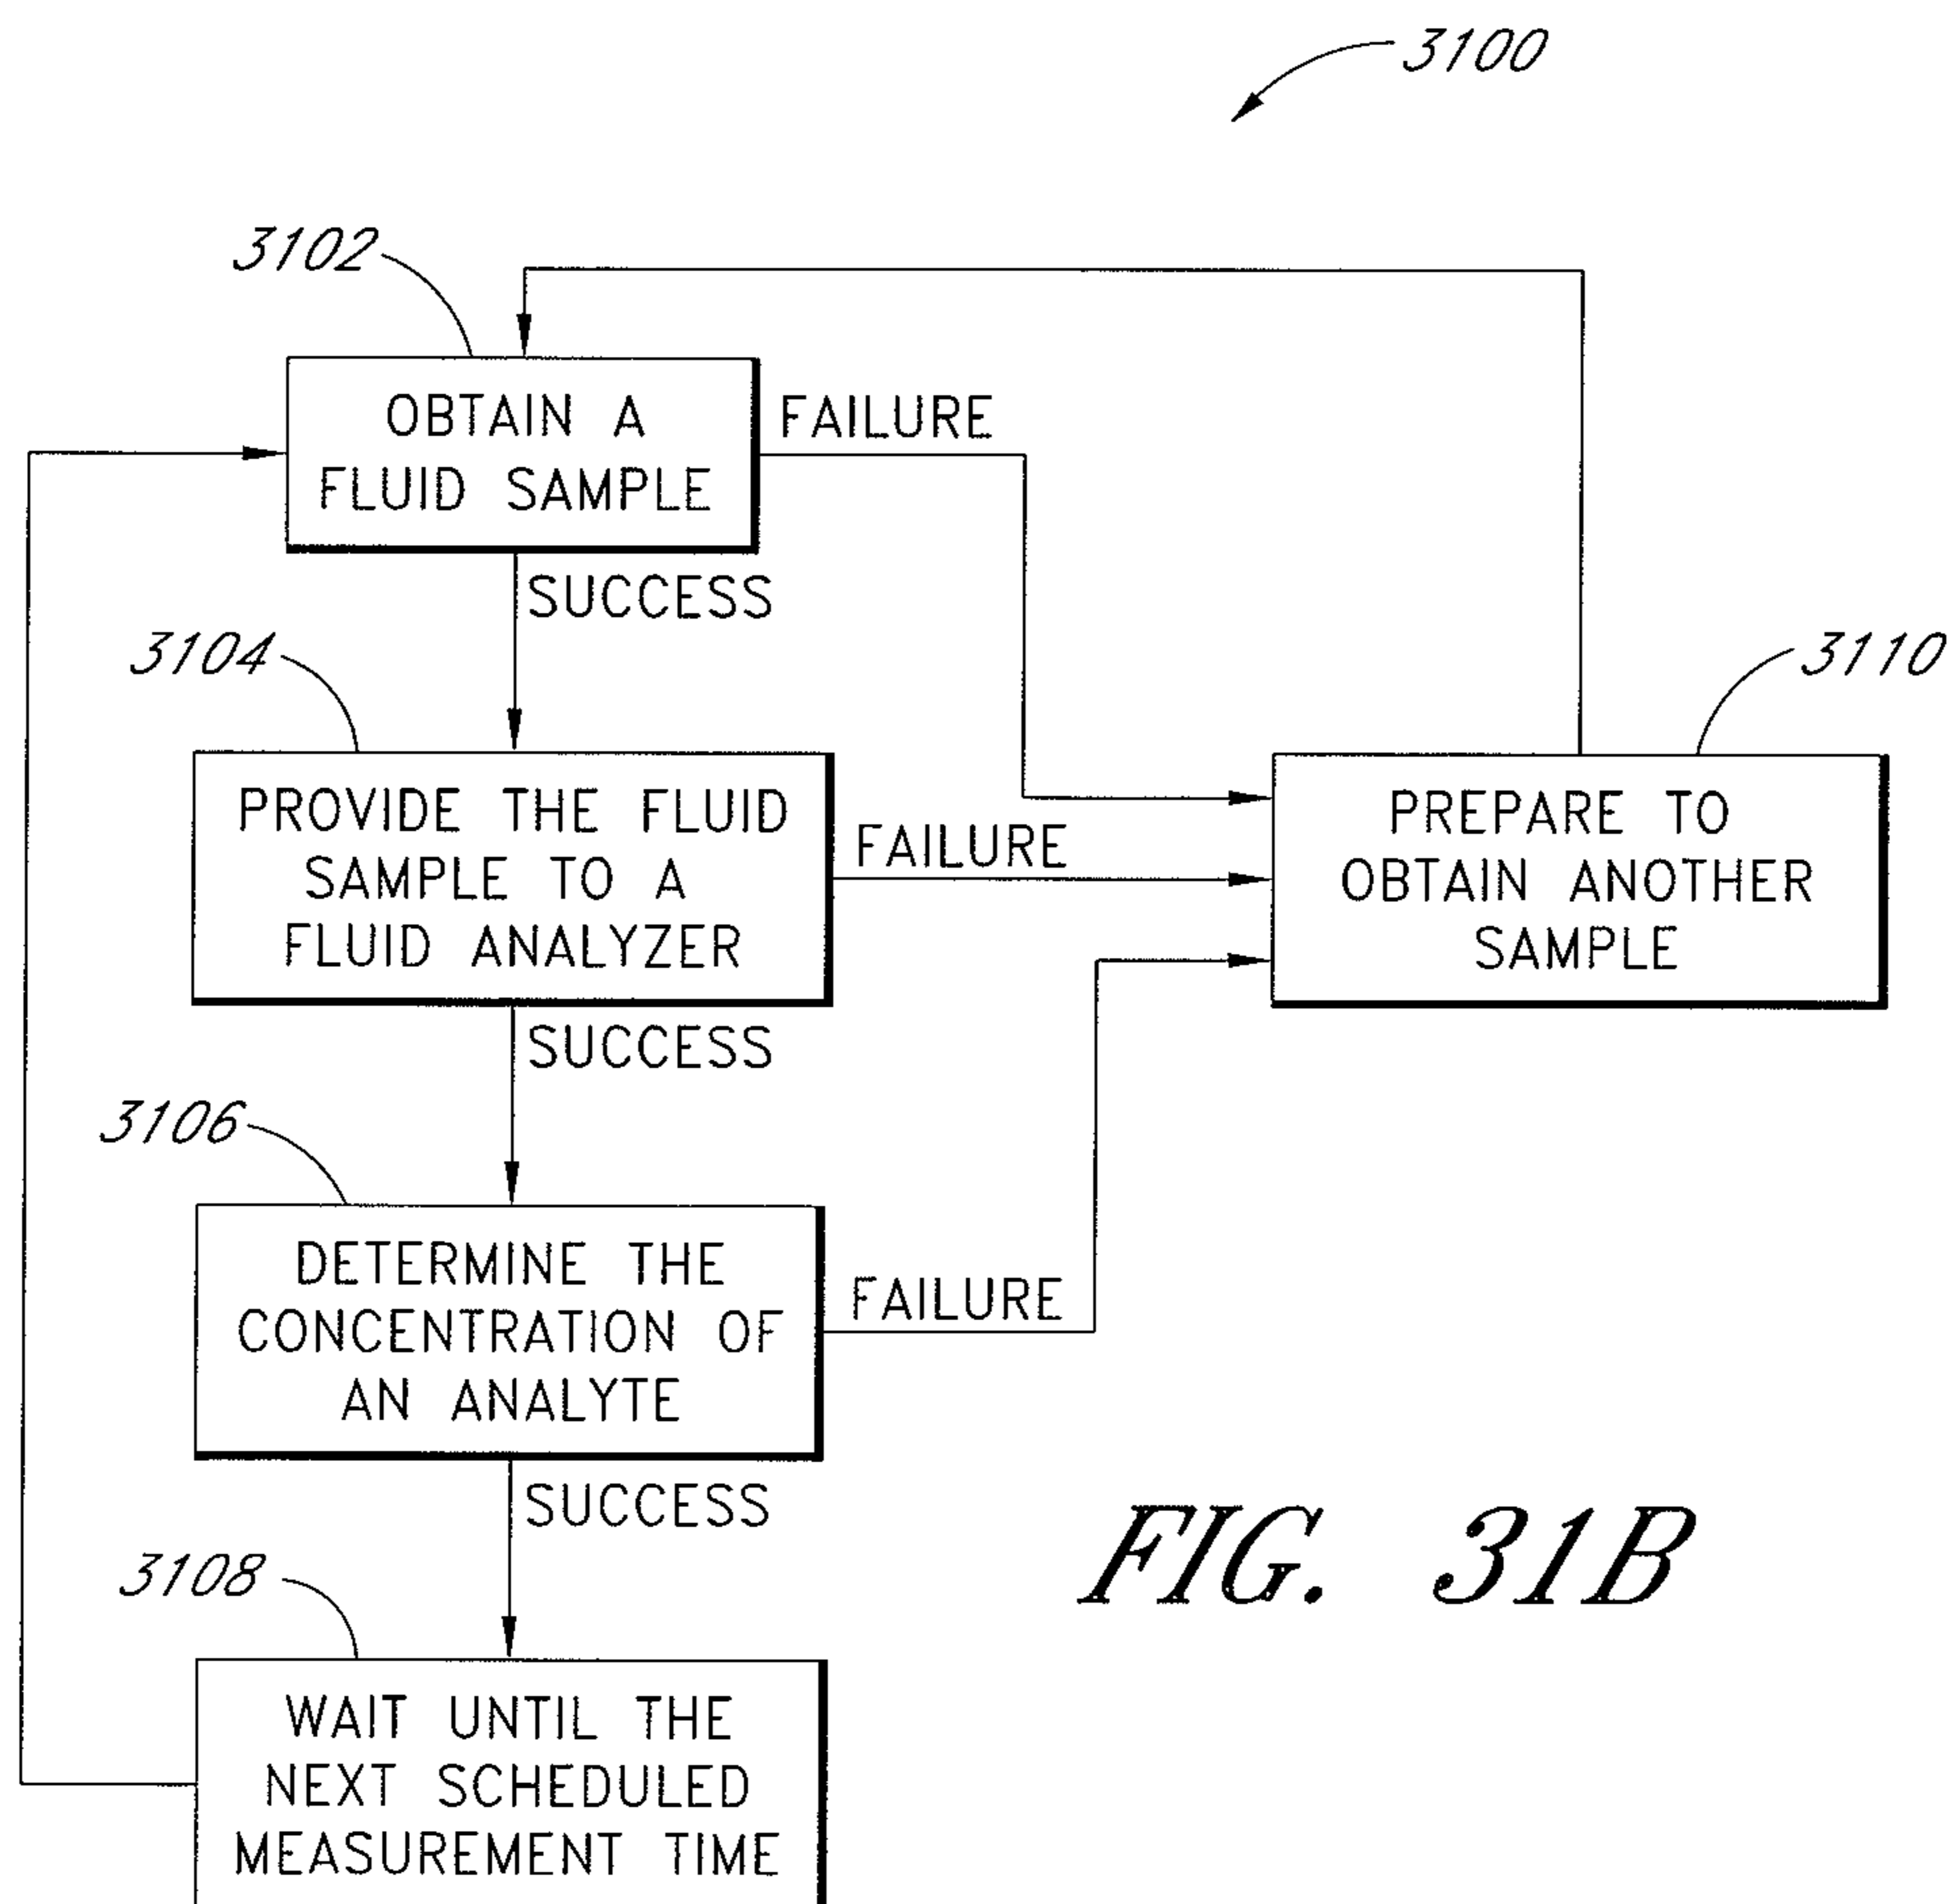 3100
3102
OBTAIN A
FLUID SAMPLE
FAILURE
SUCCESS
3104
PROVIDE THE FLUID
SAMPLE TO A
FLUID ANALYZER
FAILURE
3110
PREPARE TO
OBTAIN ANOTHER
SAMPLE
SUCCESS
3106
DETERMINE THE
CONCENTRATION OF
AN ANALYTE
FAILURE
SUCCESS
3108
WAIT UNTIL THE
NEXT SCHEDULED
MEASUREMENT TIME
FIG. 31B